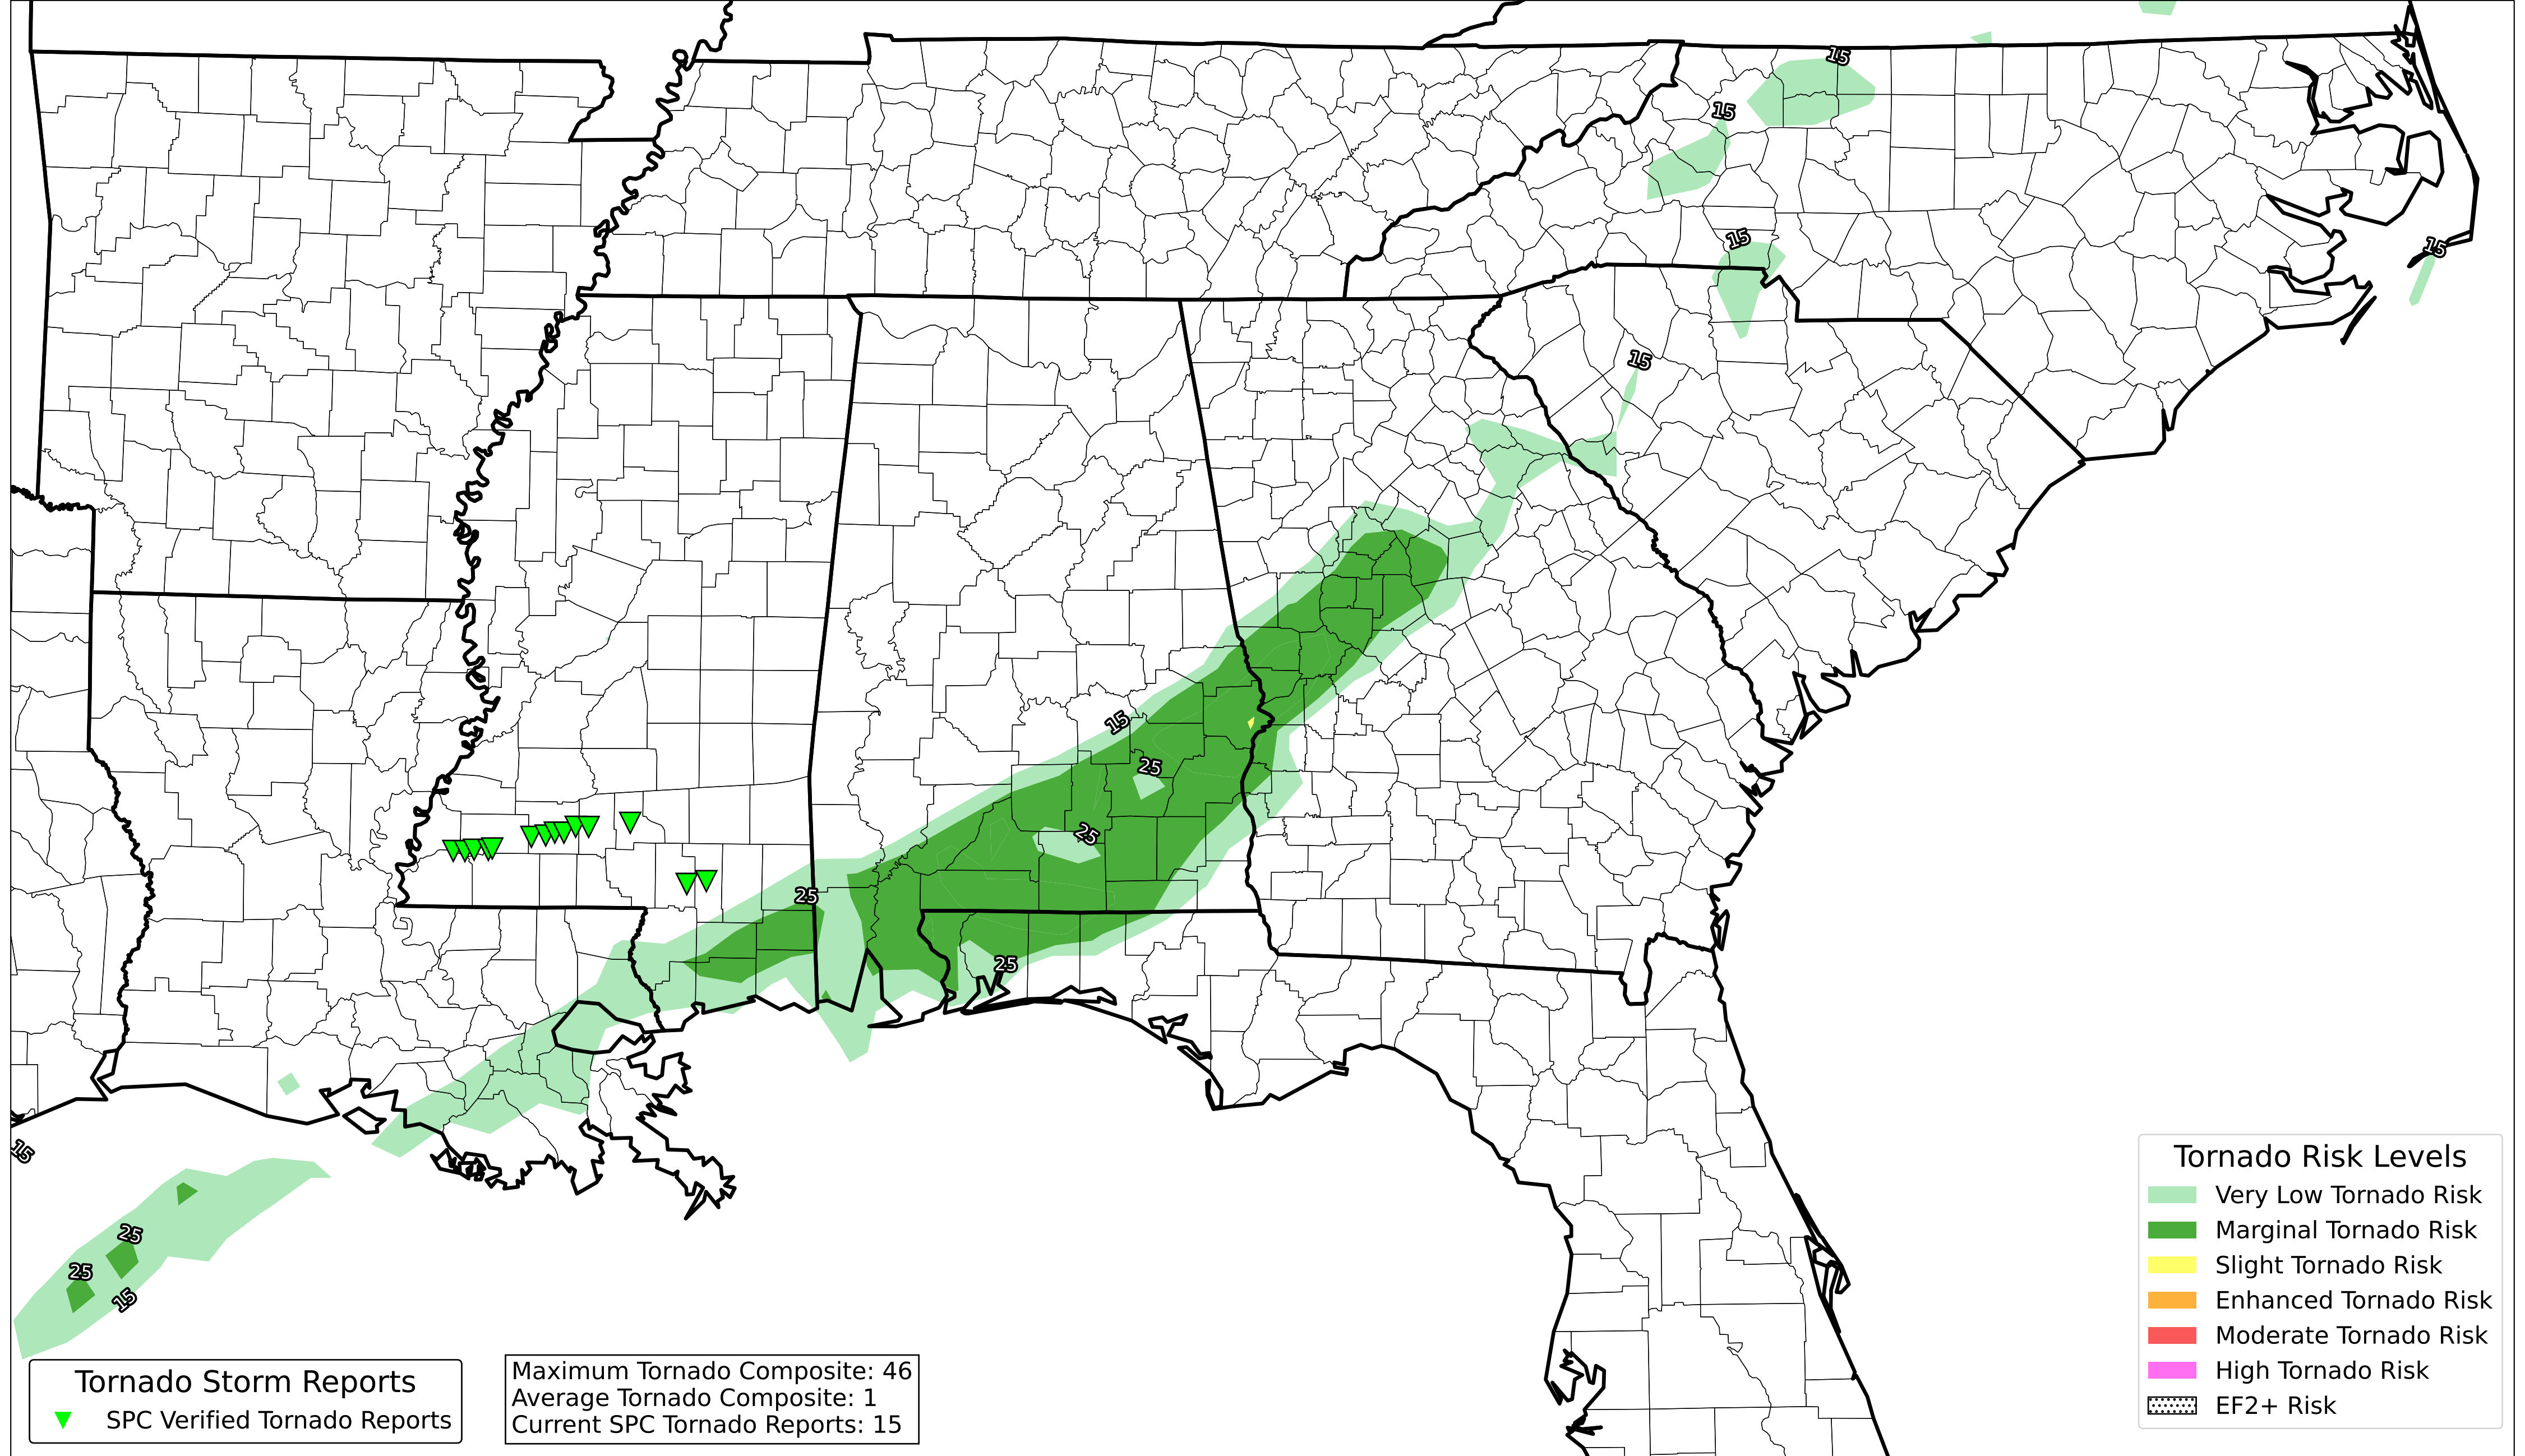 15
15
15
15
15
15
25
25
25
25
15
25
25
15
Tornado Risk Levels
Very Low Tornado Risk
Marginal Tornado Risk
Slight Tornado Risk
Enhanced Tornado Risk
Moderate Tornado Risk
High Tornado Risk
EF2+ Risk
Tornado Storm Reports
SPC Verified Tornado Reports
Maximum Tornado Composite: 46
Average Tornado Composite: 1
Current SPC Tornado Reports: 15